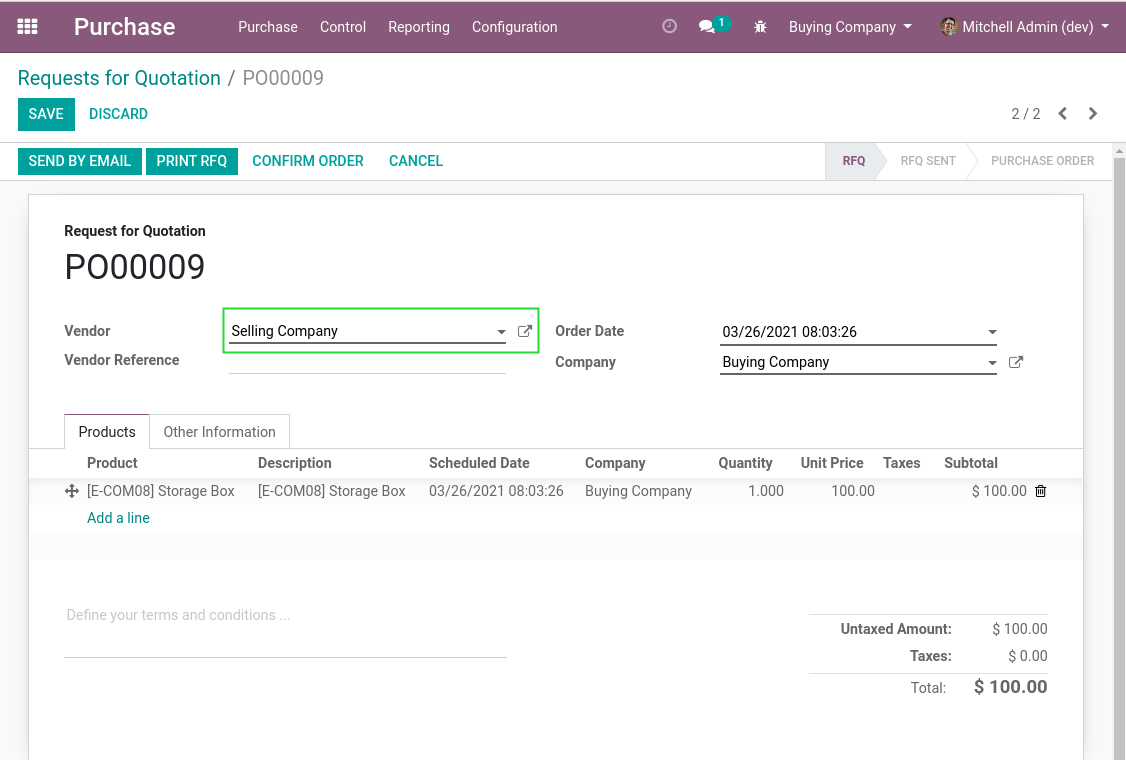 Purchase Purchase Control Reporting Configuration 1 Buying Company Mitchell Admin (dev)
Requests for Quotation / PO00009
SAVE DISCARD 2 / 2
SEND BY EMAIL PRINT RFQ CONFIRM ORDER CANCEL RFQ RFQ SENT PURCHASE ORDER
Request for Quotation
PO00009
Vendor Selling Company Order Date 03/26/2021 08:03:26
Vendor Reference Company Buying Company
Products Other Information
Product Description Scheduled Date Company Quantity Unit Price Taxes Subtotal
[E-COM08] Storage Box [E-COM08] Storage Box 03/26/2021 08:03:26 Buying Company 1.000 100.00 $ 100.00
Add a line
Define your terms and conditions ...
Untaxed Amount: $ 100.00
Taxes: $ 0.00
Total: $ 100.00